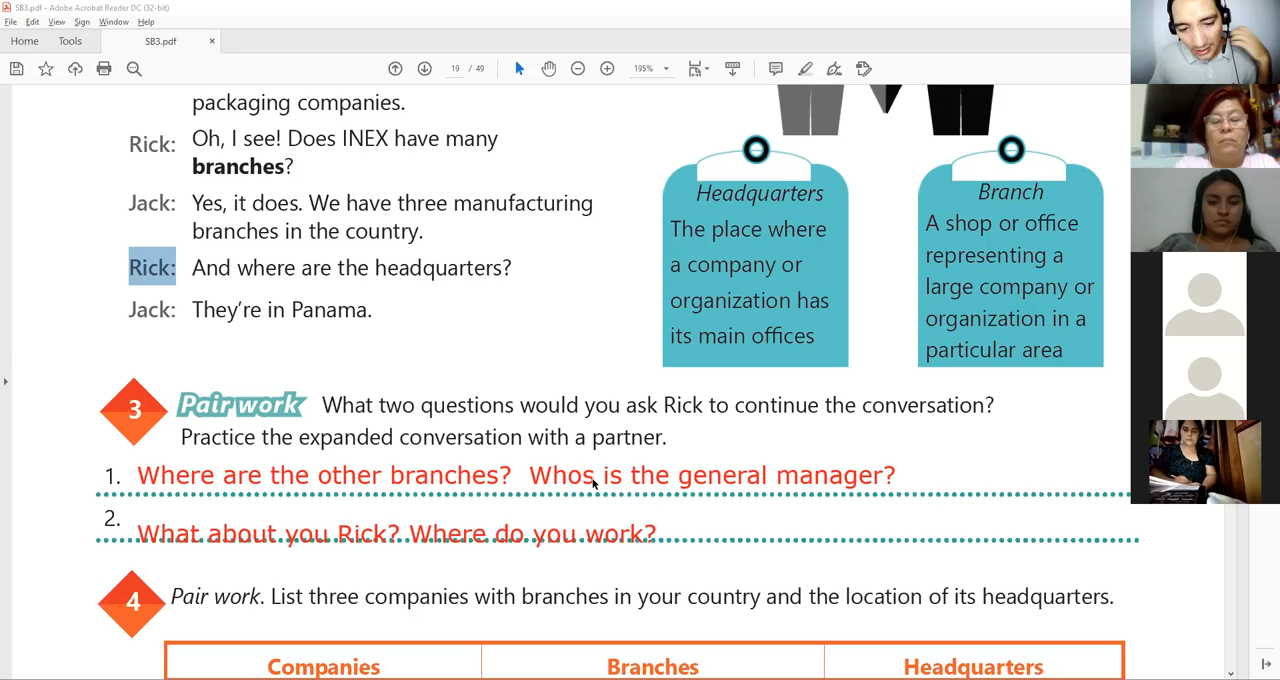 SB3.pdf - Adobe Acrobat Reader DC (32-bit)
File Edit View Sign Window Help
Home Tools SB3.pdf ×
19 / 49 195%
packaging companies.
Rick: Oh, I see! Does INEX have many
branches?
Jack: Yes, it does. We have three manufacturing
branches in the country.
Rick: And where are the headquarters?
Jack: They're in Panama.
Headquarters
The place where
a company or
organization has
its main offices
Branch
A shop or office
representing a
large company or
organization in a
particular area
3 Pair work What two questions would you ask Rick to continue the conversation?
Practice the expanded conversation with a partner.
1. Where are the other branches? Whos is the general manager?
2. What about you Rick? Where do you work?
4 Pair work. List three companies with branches in your country and the location of its headquarters.
Companies Branches Headquarters